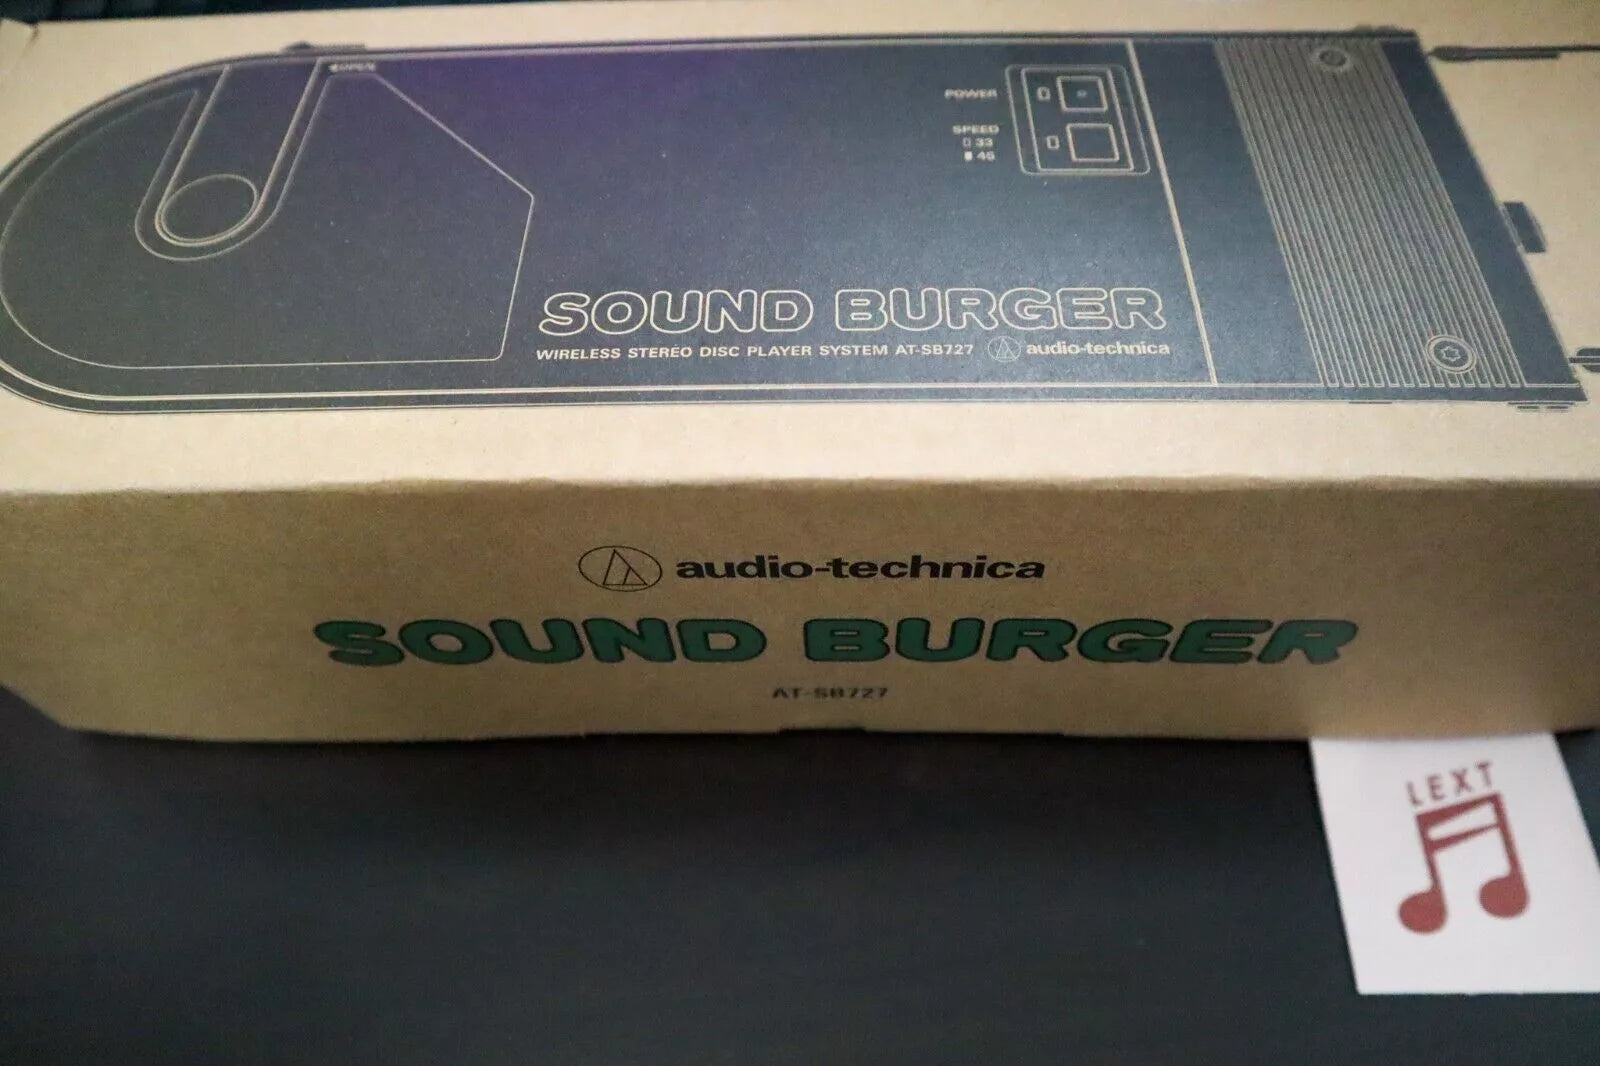 ◄OPEN
POWER
SPEED
▯ 33
▮ 45
SOUND BURGER
WIRELESS STEREO DISC PLAYER SYSTEM AT-SB727 audio-technica
audio-technica
SOUND BURGER
AT-SB727
LEXT